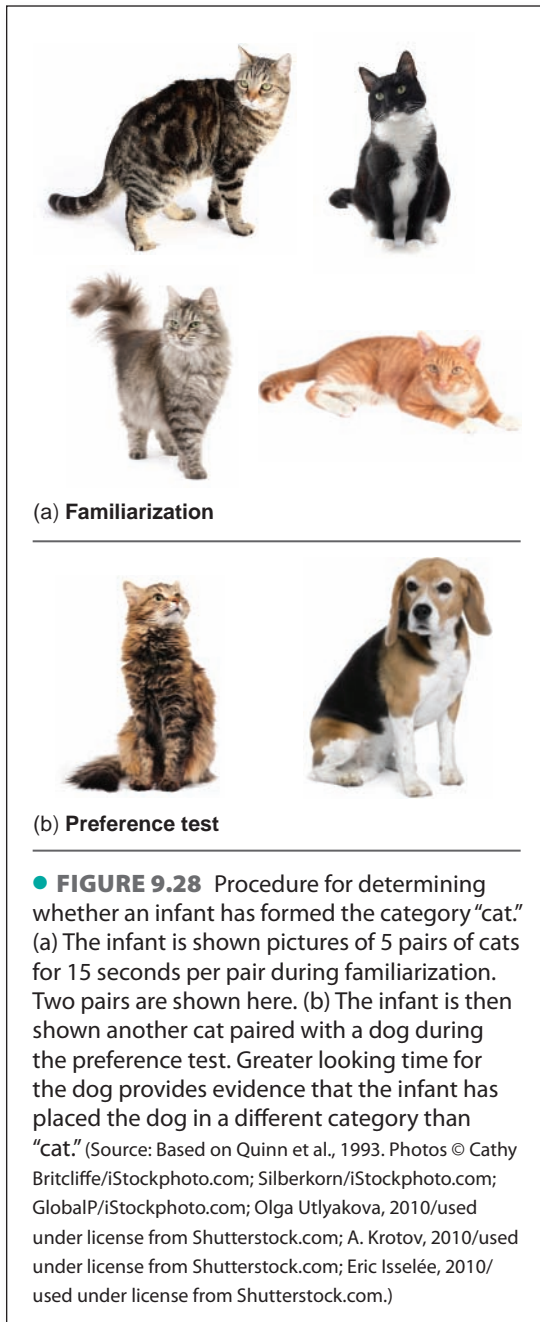 (a) Familiarization
(b) Preference test
● FIGURE 9.28 Procedure for determining
whether an infant has formed the category “cat.”
(a) The infant is shown pictures of 5 pairs of cats
for 15 seconds per pair during familiarization.
Two pairs are shown here. (b) The infant is then
shown another cat paired with a dog during
the preference test. Greater looking time for
the dog provides evidence that the infant has
placed the dog in a different category than
“cat.” (Source: Based on Quinn et al., 1993. Photos © Cathy
Britcliffe/iStockphoto.com; Silberkorn/iStockphoto.com;
GlobalP/iStockphoto.com; Olga Utlyakova, 2010/used
under license from Shutterstock.com; A. Krotov, 2010/used
under license from Shutterstock.com; Eric Isselée, 2010/
used under license from Shutterstock.com.)